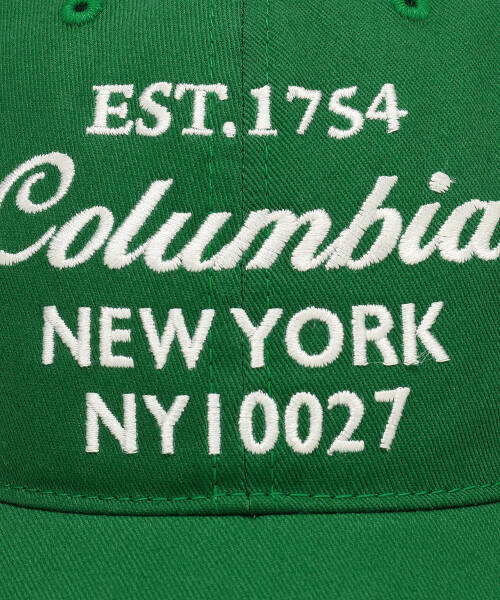 EST.1754
Columbia
NEW YORK
NY10027